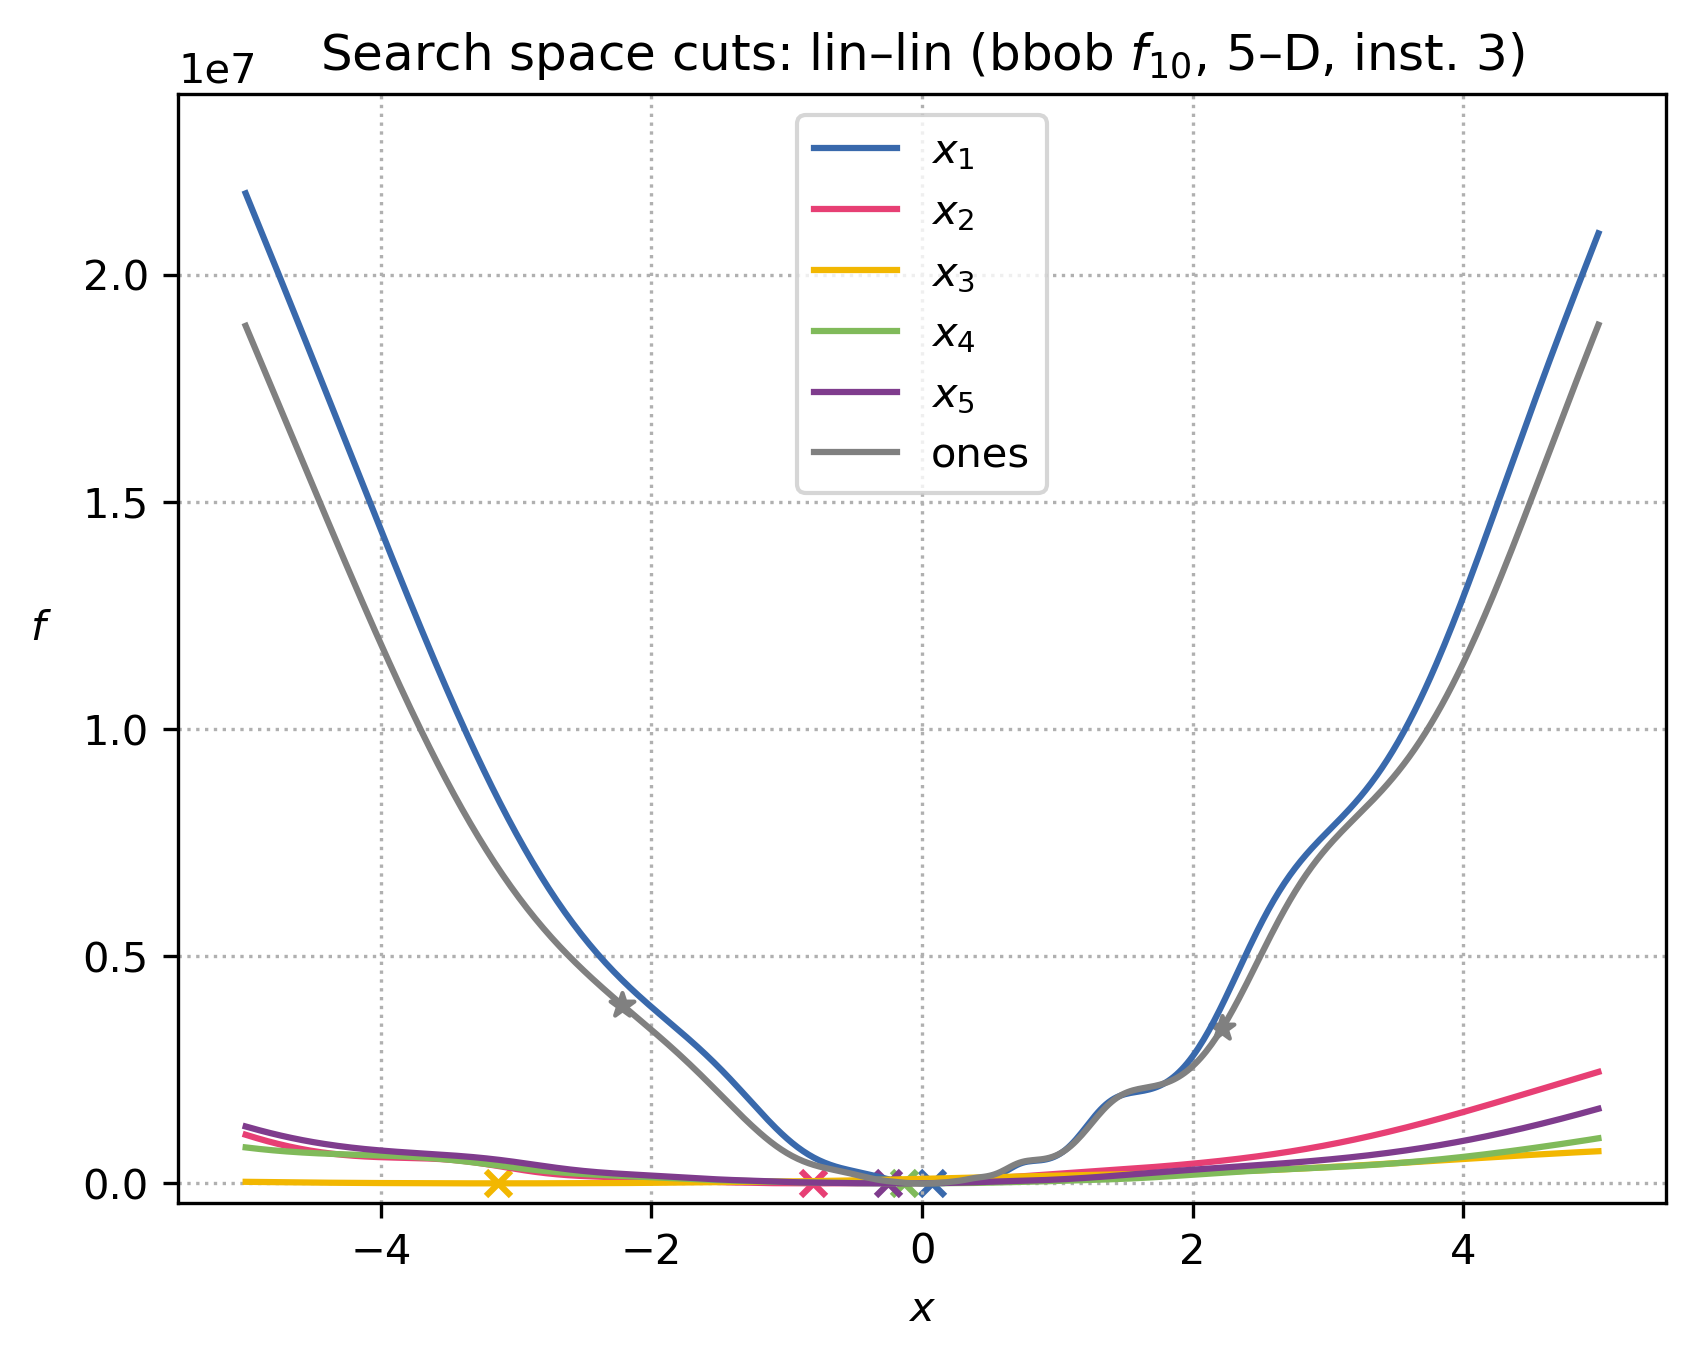 Search space cuts: lin–lin (bbob f10, 5–D, inst. 3)
1e7
x1
x2
x3
x4
x5
ones
2.0
1.5
1.0
0.5
0.0
f
−4 −2 0 2 4
x